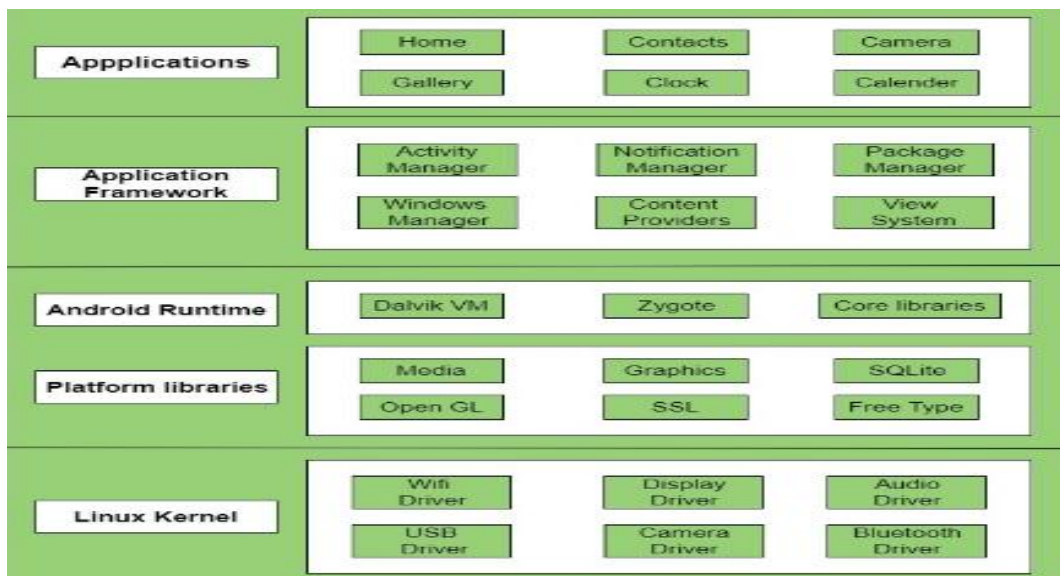 Appplications
Home
Contacts
Camera
Gallery
Clock
Calender
Application
Framework
Activity
Manager
Notification
Manager
Package
Manager
Windows
Manager
Content
Providers
View
System
Android Runtime
Dalvik VM
Zygote
Core libraries
Platform libraries
Media
Graphics
SQLite
Open GL
SSL
Free Type
Linux Kernel
Wifi
Driver
Display
Driver
Audio
Driver
USB
Driver
Camera
Driver
Bluetooth
Driver